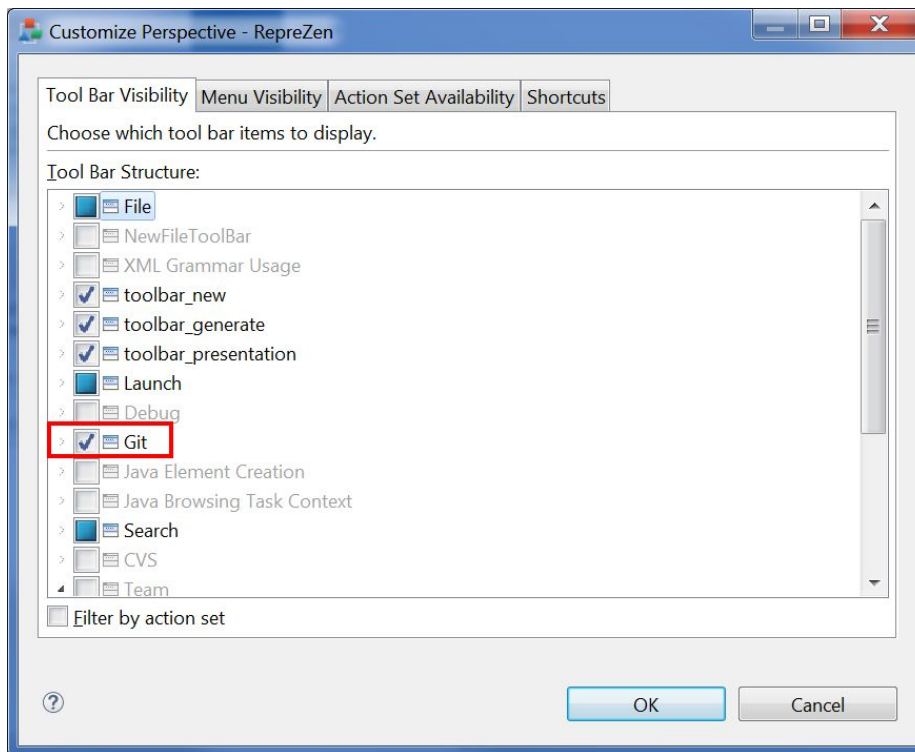 Customize Perspective - RepreZen
Tool Bar Visibility Menu Visibility Action Set Availability Shortcuts
Choose which tool bar items to display.
Tool Bar Structure:
File
NewFileToolBar
XML Grammar Usage
toolbar_new
toolbar_generate
toolbar_presentation
Launch
Debug
Git
Java Element Creation
Java Browsing Task Context
Search
CVS
Team
Filter by action set
OK Cancel